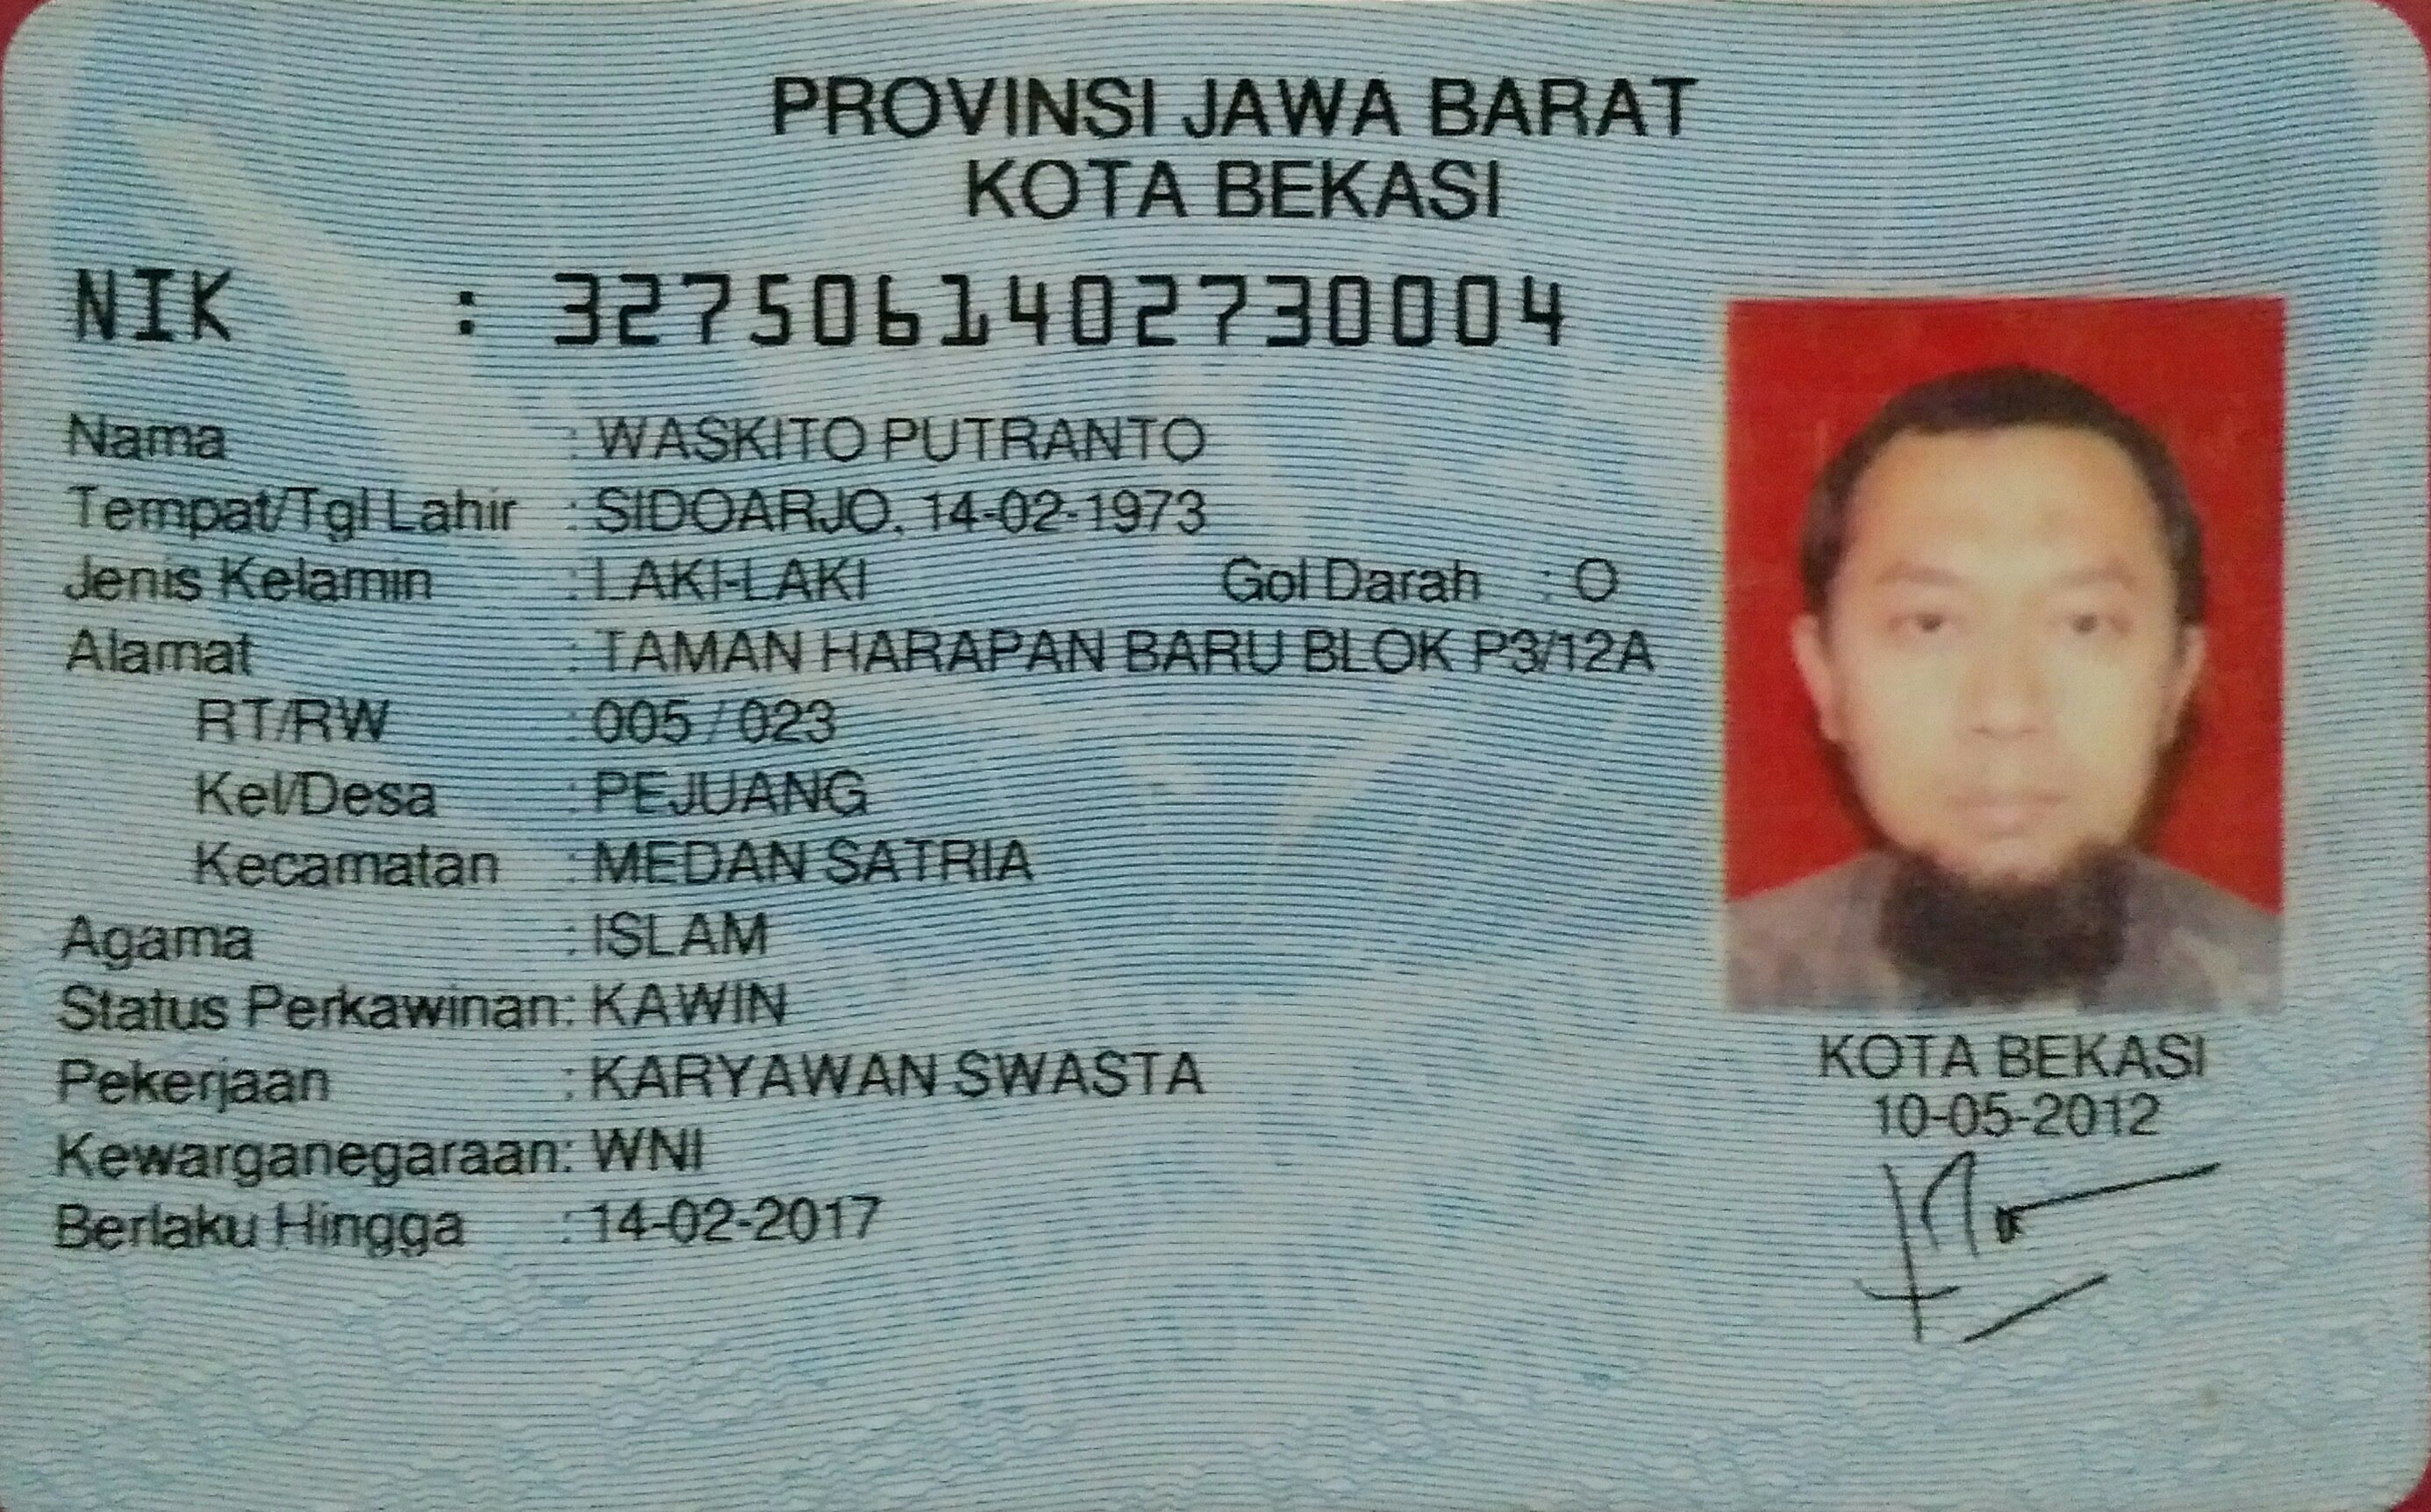 PROVINSI JAWA BARAT
KOTA BEKASI
NIK : 3275061402730004
Nama : WASKITO PUTRANTO
Tempat/Tgl Lahir : SIDOARJO, 14-02-1973
Jenis Kelamin : LAKI-LAKI Gol Darah : O
Alamat : TAMAN HARAPAN BARU BLOK P3/12A
RT/RW : 005 / 023
Kel/Desa : PEJUANG
Kecamatan : MEDAN SATRIA
Agama : ISLAM
Status Perkawinan: KAWIN
Pekerjaan : KARYAWAN SWASTA
Kewarganegaraan: WNI
Berlaku Hingga : 14-02-2017
KOTA BEKASI
10-05-2012